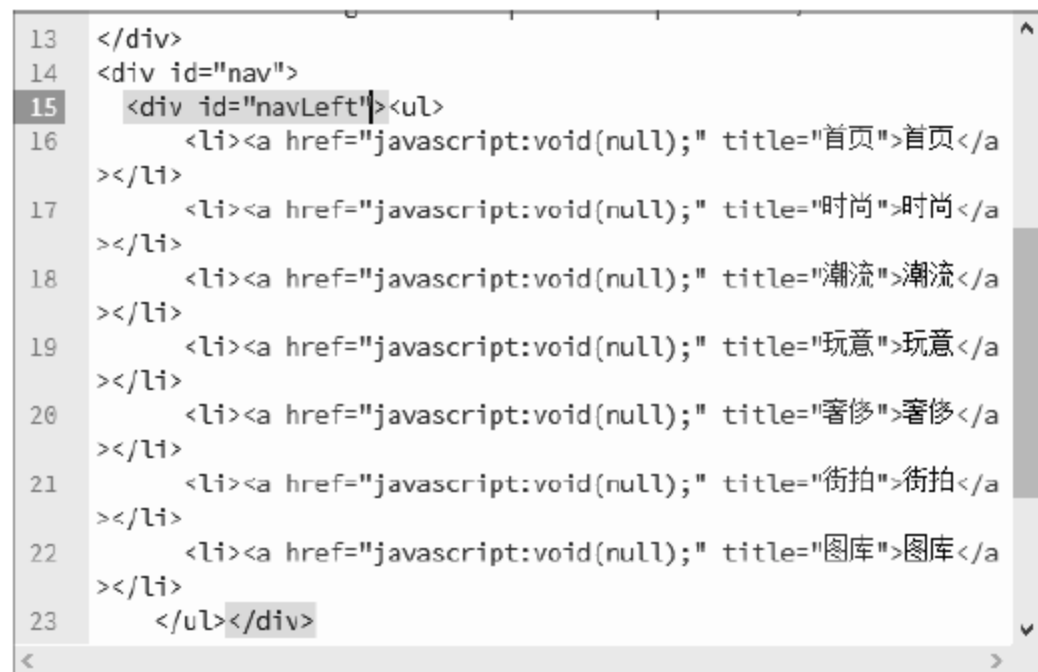 13 </div>
14 <div id="nav">
15 <div id="navLeft"><ul>
16 <li><a href="javascript:void(null);" title="首页">首页</a
></li>
17 <li><a href="javascript:void(null);" title="时尚">时尚</a
></li>
18 <li><a href="javascript:void(null);" title="潮流">潮流</a
></li>
19 <li><a href="javascript:void(null);" title="玩意">玩意</a
></li>
20 <li><a href="javascript:void(null);" title="奢侈">奢侈</a
></li>
21 <li><a href="javascript:void(null);" title="街拍">街拍</a
></li>
22 <li><a href="javascript:void(null);" title="图库">图库</a
></li>
23 </ul></div>